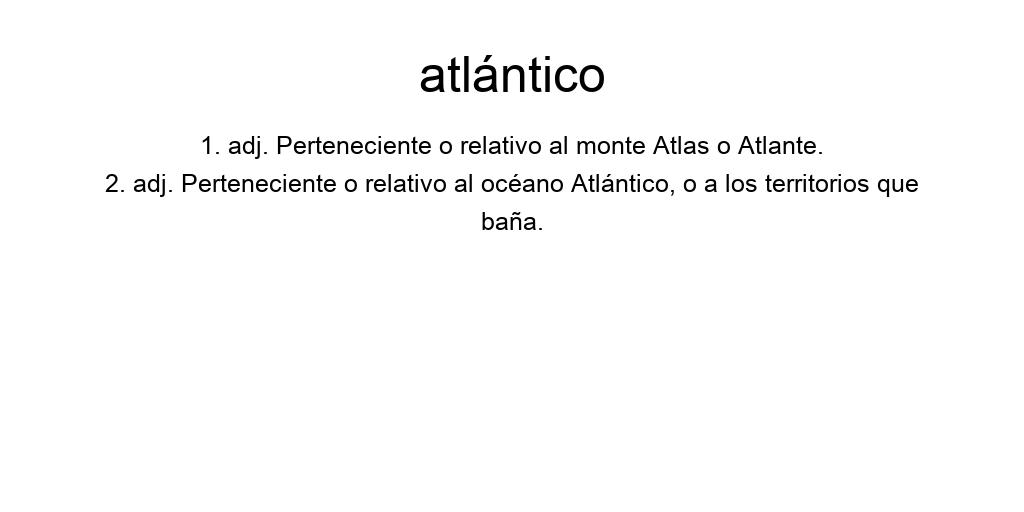 atlántico
1. adj. Perteneciente o relativo al monte Atlas o Atlante.
2. adj. Perteneciente o relativo al océano Atlántico, o a los territorios que
baña.